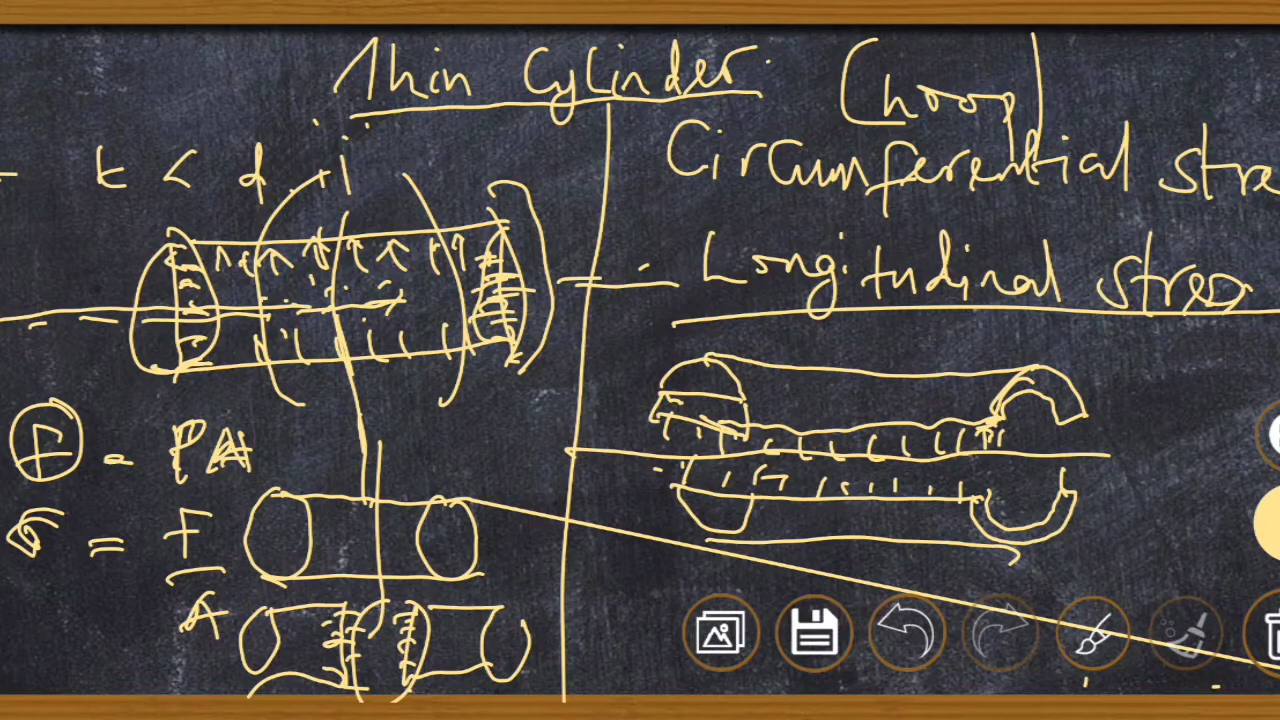 Thin Cylinder
(hoop)
t < d
Circumferential stre
Longitudinal stress
F = PA
σ = F
A